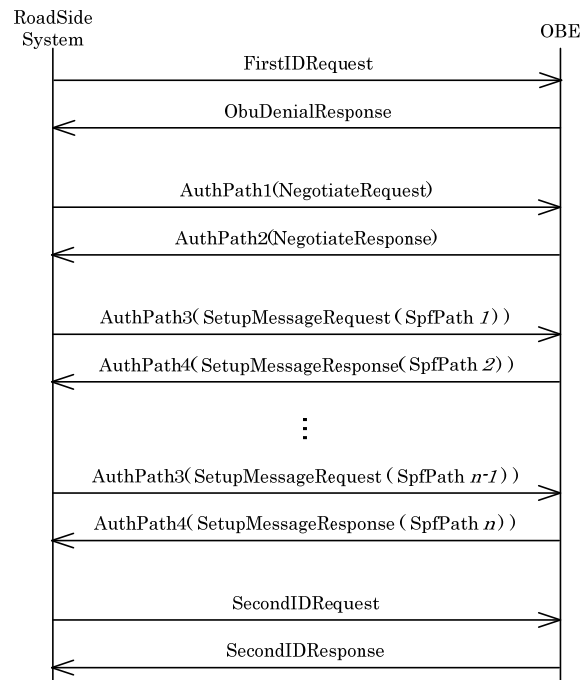 RoadSide
System
OBE
FirstIDRequest
ObuDenialResponse
AuthPath1(NegotiateRequest)
AuthPath2(NegotiateResponse)
AuthPath3( SetupMessageRequest ( SpfPath 1) )
AuthPath4( SetupMessageResponse( SpfPath 2) )
AuthPath3( SetupMessageRequest ( SpfPath n-1) )
AuthPath4( SetupMessageResponse ( SpfPath n) )
SecondIDRequest
SecondIDResponse